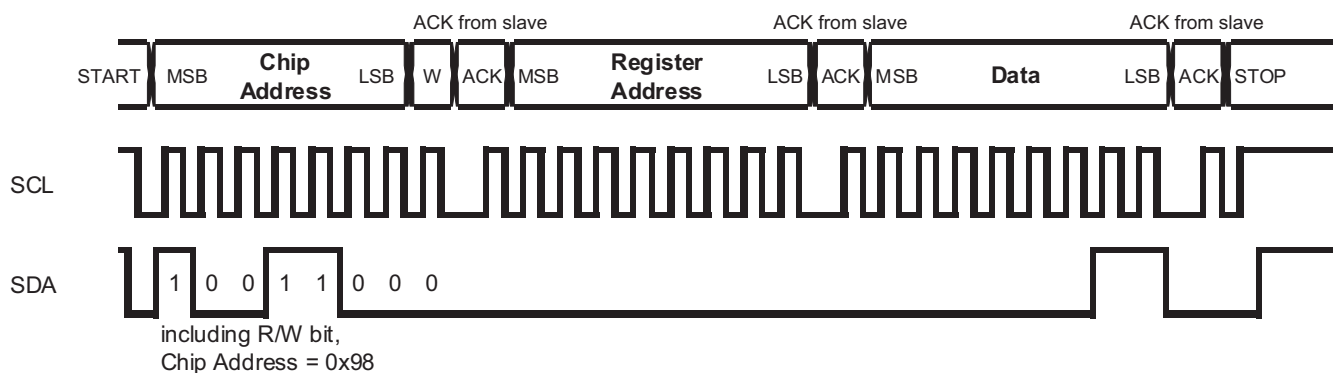 ACK from slave ACK from slave ACK from slave
START MSB Chip Address LSB W ACK MSB Register Address LSB ACK MSB Data LSB ACK STOP
SCL
SDA 1 0 0 1 1 0 0 0
including R/W bit,
Chip Address = 0x98